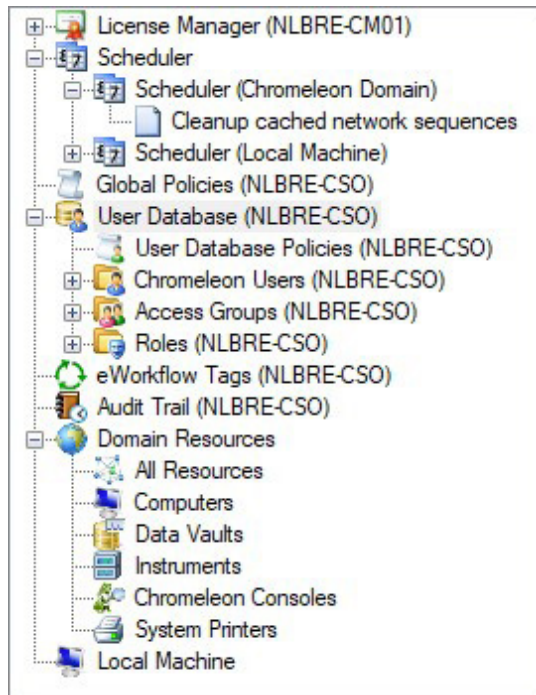 License Manager (NLBRE-CM01)
Scheduler
Scheduler (Chromeleon Domain)
Cleanup cached network sequences
Scheduler (Local Machine)
Global Policies (NLBRE-CSO)
User Database (NLBRE-CSO)
User Database Policies (NLBRE-CSO)
Chromeleon Users (NLBRE-CSO)
Access Groups (NLBRE-CSO)
Roles (NLBRE-CSO)
eWorkflow Tags (NLBRE-CSO)
Audit Trail (NLBRE-CSO)
Domain Resources
All Resources
Computers
Data Vaults
Instruments
Chromeleon Consoles
System Printers
Local Machine